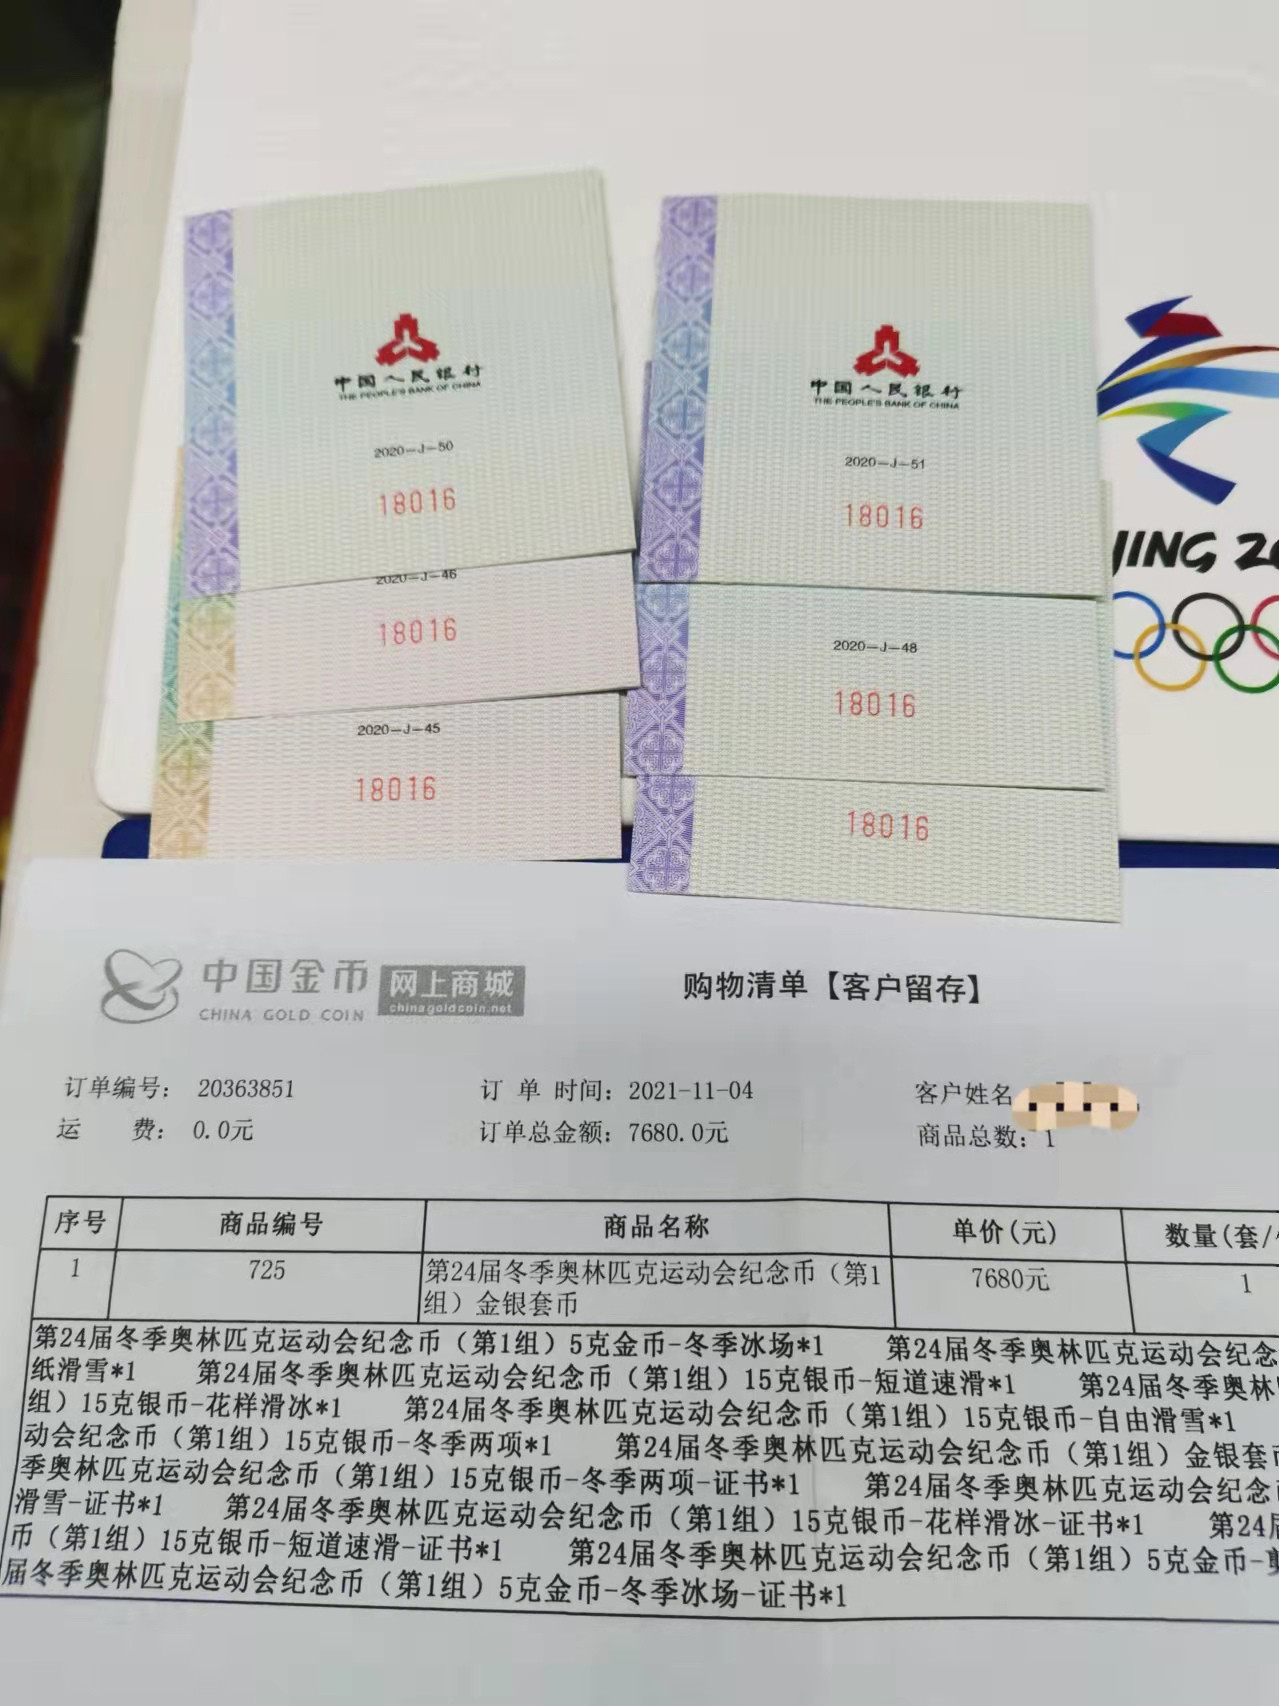 中国人民银行
THE PEOPLE'S BANK OF CHINA
2020-J-50
18016
2020-J-46
18016
2020-J-45
18016
中国人民银行
THE PEOPLE'S BANK OF CHINA
2020-J-51
18016
2020-J-48
18016
18016
JING 20
中国金币 网上商城
CHINA GOLD COIN chinagoldcoin.net
购物清单【客户留存】
订单编号： 20363851 订 单 时间：2021-11-04 客户姓名
运 费： 0.0元 订单总金额：7680.0元 商品总数：1
序号 商品编号 商品名称 单价(元) 数量(套/
1 725 第24届冬季奥林匹克运动会纪念币（第1 7680元 1
组）金银套币
第24届冬季奥林匹克运动会纪念币（第1组）5克金币-冬季冰场*1 第24届冬季奥林匹克运动会纪念
纸滑雪*1 第24届冬季奥林匹克运动会纪念币（第1组）15克银币-短道速滑*1 第24届冬季奥林
组）15克银币-花样滑冰*1 第24届冬季奥林匹克运动会纪念币（第1组）15克银币-自由滑雪*1
动会纪念币（第1组）15克银币-冬季两项*1 第24届冬季奥林匹克运动会纪念币（第1组）金银套币
季奥林匹克运动会纪念币（第1组）15克银币-冬季两项-证书*1 第24届冬季奥林匹克运动会纪念
滑雪-证书*1 第24届冬季奥林匹克运动会纪念币（第1组）15克银币-花样滑冰-证书*1 第24
币（第1组）15克银币-短道速滑-证书*1 第24届冬季奥林匹克运动会纪念币（第1组）5克金币-
届冬季奥林匹克运动会纪念币（第1组）5克金币-冬季冰场-证书*1